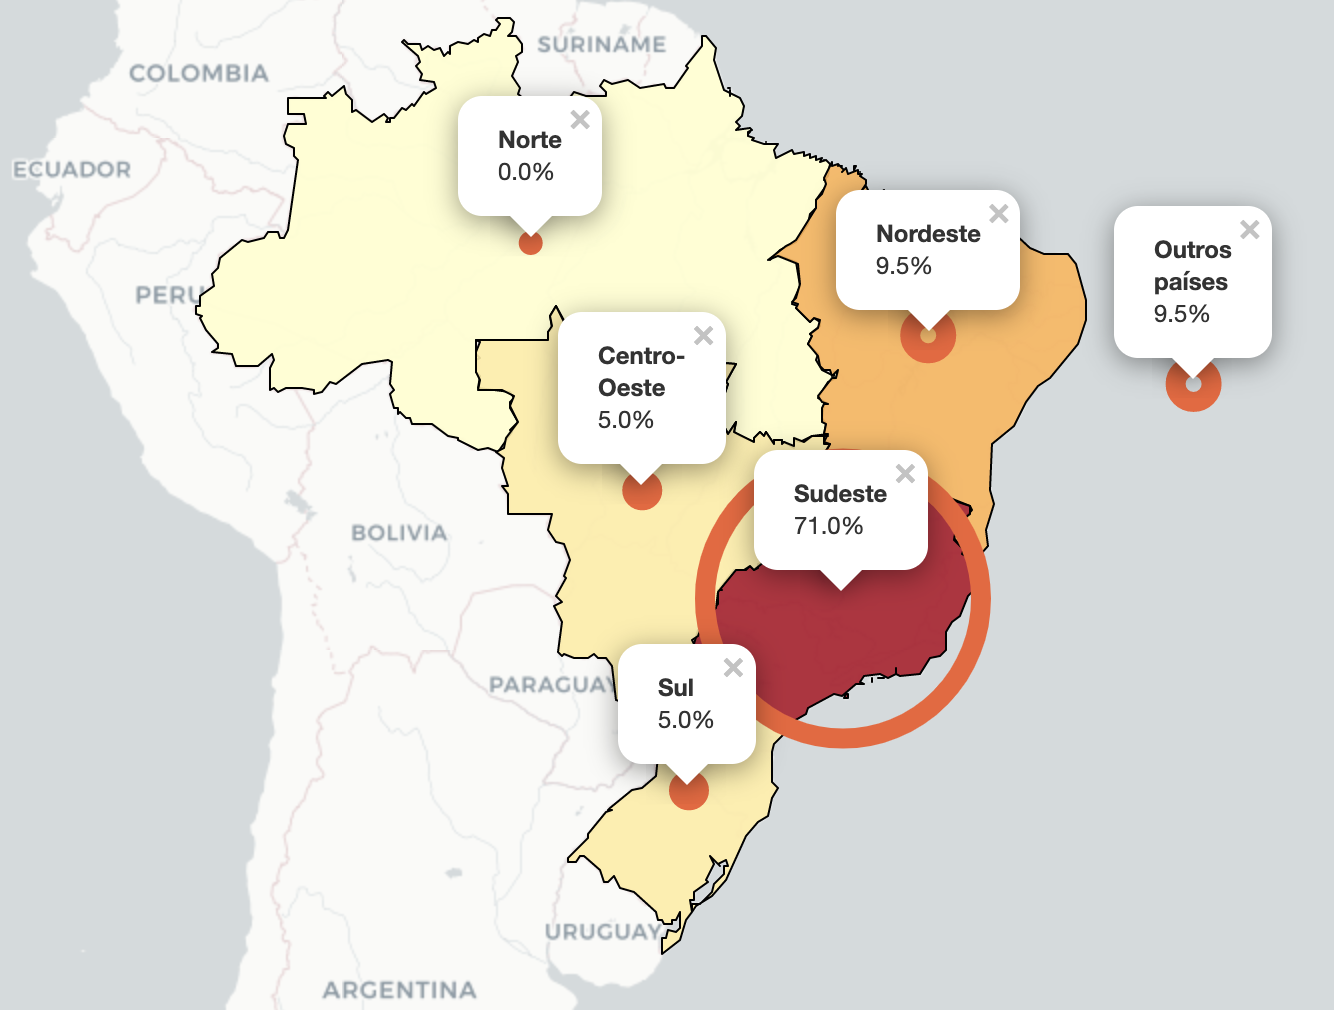 SURINAME
COLOMBIA
Norte
0.0%
ECUADOR
Nordeste
9.5%
Outros
países
9.5%
PERU
Centro-
Oeste
5.0%
Sudeste
71.0%
BOLIVIA
PARAGUAY
Sul
5.0%
URUGUAY
ARGENTINA